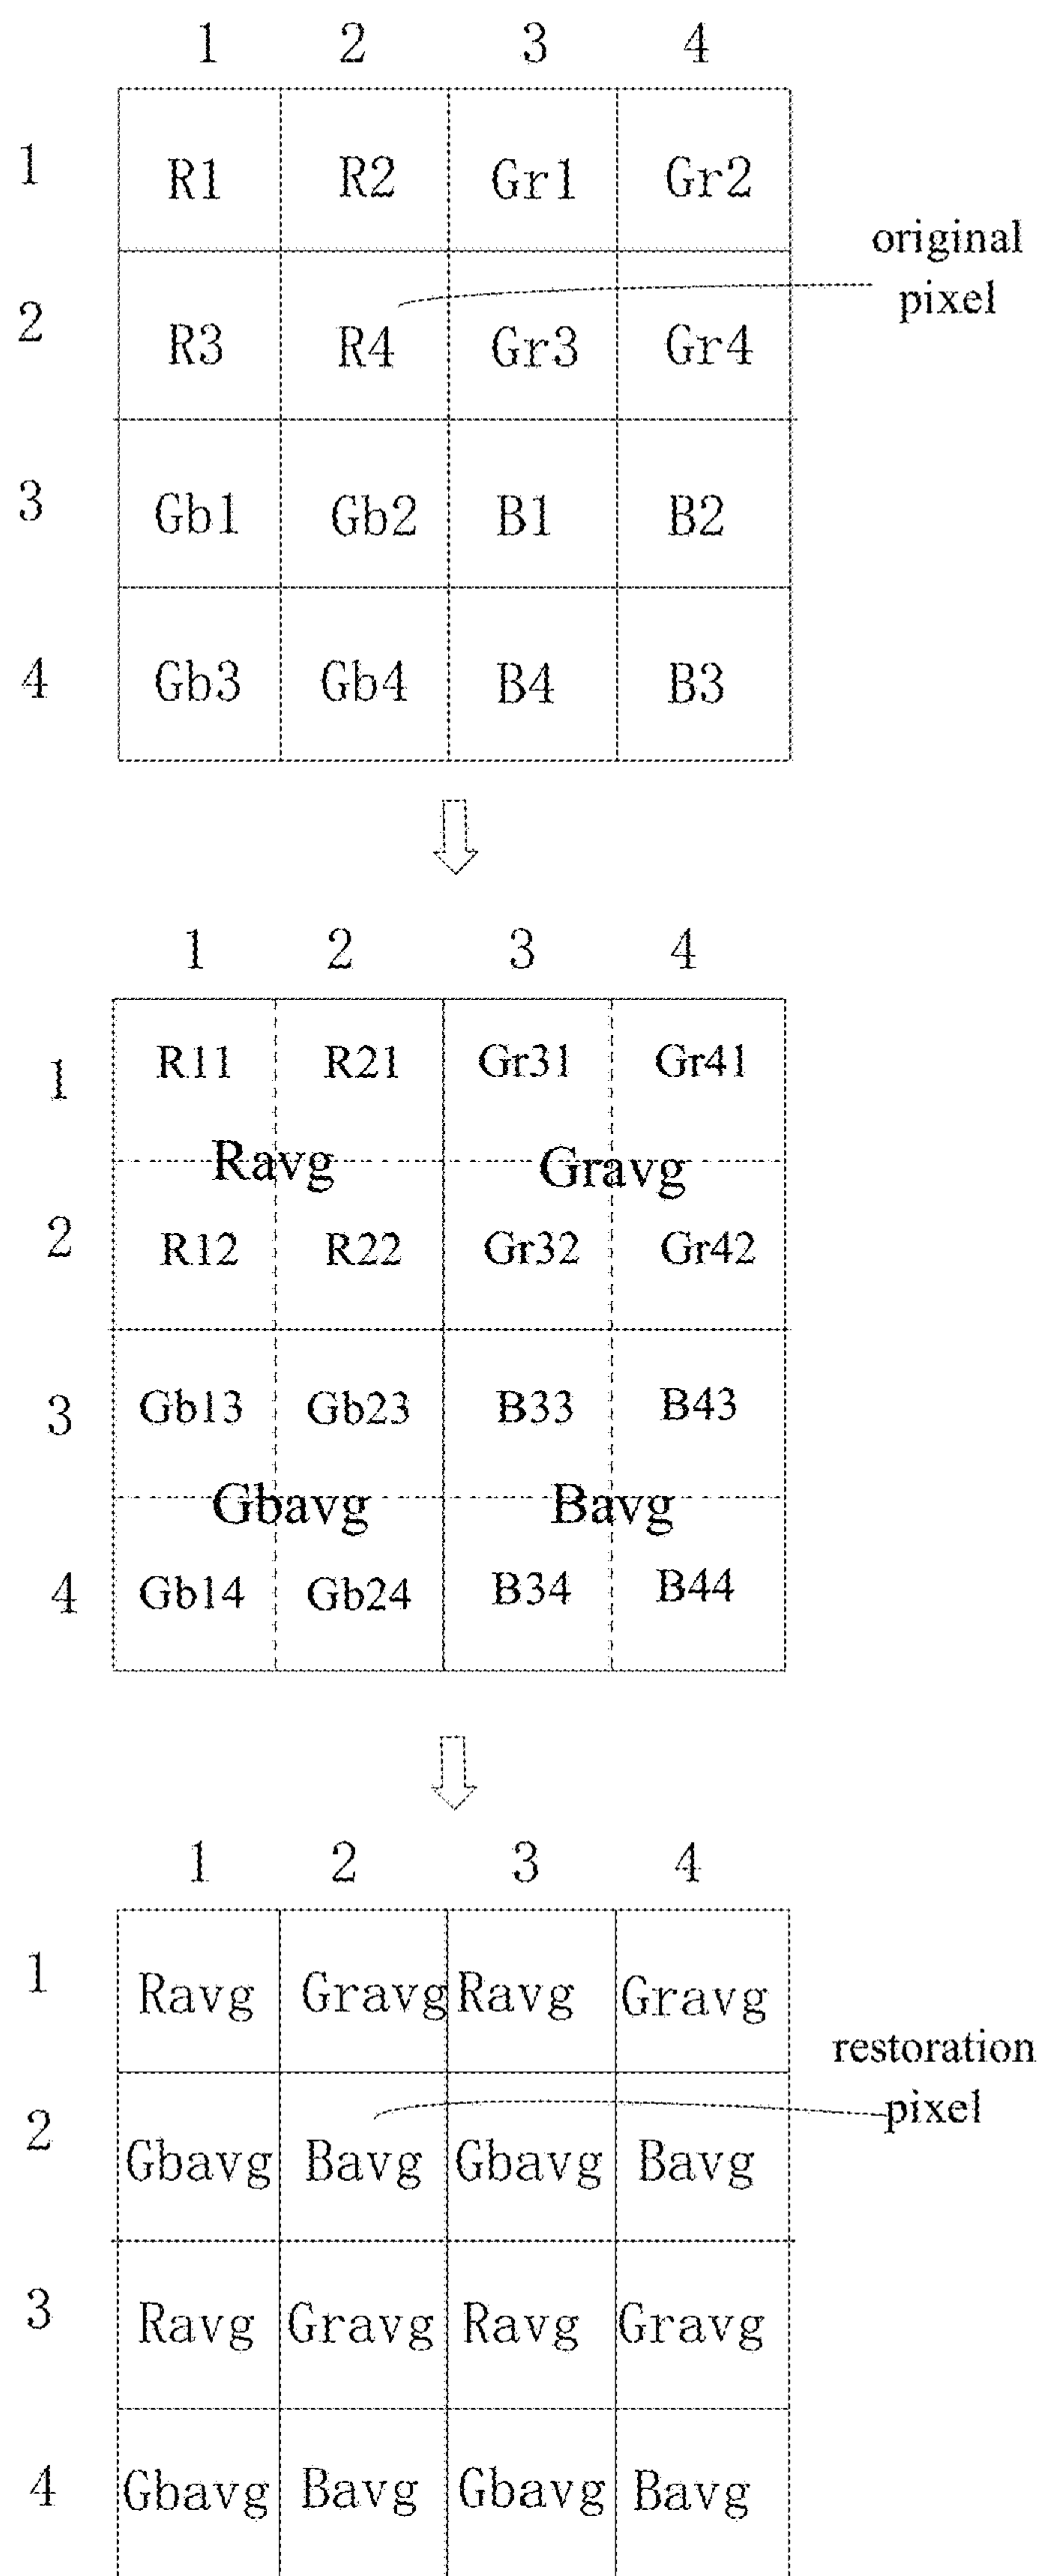 1 2 3 4
1 R1 R2 Gr1 Gr2
original
pixel
2 R3 R4 Gr3 Gr4
3 Gb1 Gb2 B1 B2
4 Gb3 Gb4 B4 B3
1 2 3 4
1 R11 R21 Gr31 Gr41
Ravg Gravg
2 R12 R22 Gr32 Gr42
3 Gb13 Gb23 B33 B43
Gbavg Bavg
4 Gb14 Gb24 B34 B44
1 2 3 4
1 Ravg Gravg Ravg Gravg
restoration
pixel
2 Gbavg Bavg Gbavg Bavg
3 Ravg Gravg Ravg Gravg
4 Gbavg Bavg Gbavg Bavg